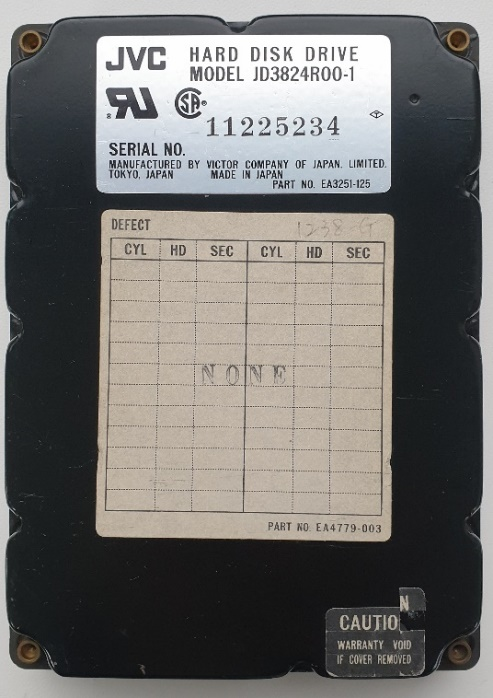 JVC HARD DISK DRIVE
MODEL JD3824R00-1
11225234
SERIAL NO.
MANUFACTURED BY VICTOR COMPANY OF JAPAN. LIMITED.
TOKYO, JAPAN MADE IN JAPAN
PART NO. EA3251-125
DEFECT 1238-G
CYL HD SEC CYL HD SEC
NONE
PART NO. EA4779-003
CAUTION
WARRANTY VOID
IF COVER REMOVED